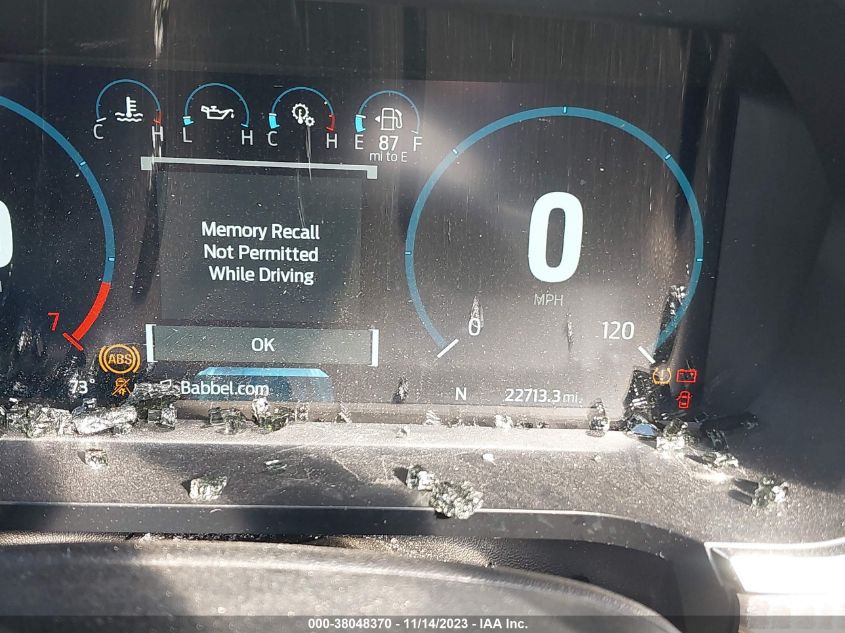 C H
L H
C H
E 87 F
mi to E
Memory Recall
Not Permitted
While Driving
0
MPH
7
0
120
OK
ABS
73°
Babbel.com
N
22713.3 mi
000-38048370 - 11/14/2023 - IAA Inc.